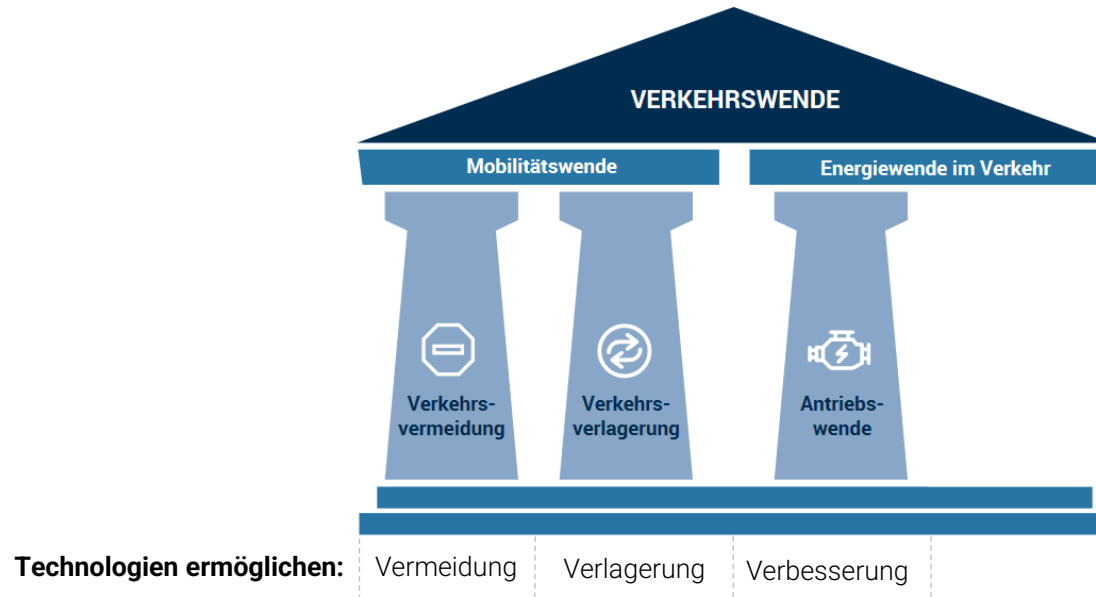 VERKEHRSWENDE
Mobilitätswende
Energiewende im Verkehr
Verkehrs-
vermeidung
Verkehrs-
verlagerung
Antriebs-
wende
Technologien ermöglichen:
Vermeidung
Verlagerung
Verbesserung